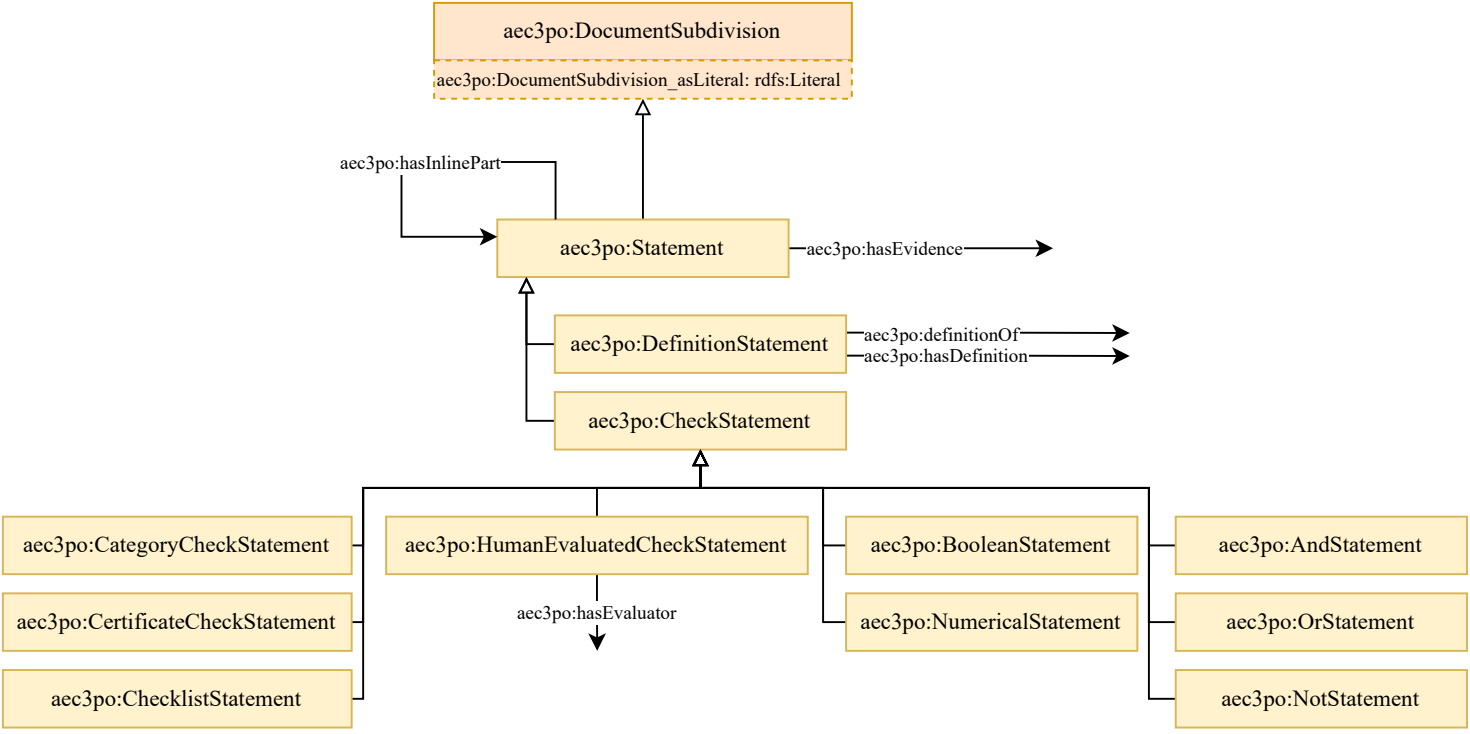 aec3po:DocumentSubdivision
aec3po:DocumentSubdivision_asLiteral: rdfs:Literal
aec3po:hasInlinePart
aec3po:Statement
aec3po:hasEvidence
aec3po:DefinitionStatement
aec3po:definitionOf
aec3po:hasDefinition
aec3po:CheckStatement
aec3po:CategoryCheckStatement
aec3po:HumanEvaluatedCheckStatement
aec3po:BooleanStatement
aec3po:AndStatement
aec3po:CertificateCheckStatement
aec3po:hasEvaluator
aec3po:NumericalStatement
aec3po:OrStatement
aec3po:ChecklistStatement
aec3po:NotStatement